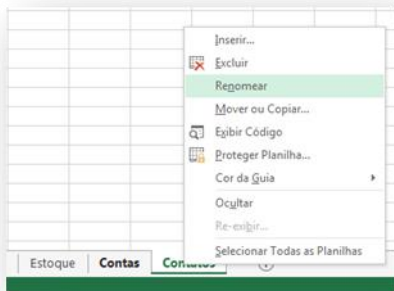 Inserir...
Excluir
Renomear
Mover ou Copiar...
Exibir Código
Proteger Planilha...
Cor da Guia
Ocultar
Re-exibir...
Selecionar Todas as Planilhas
Estoque Contas Contatos